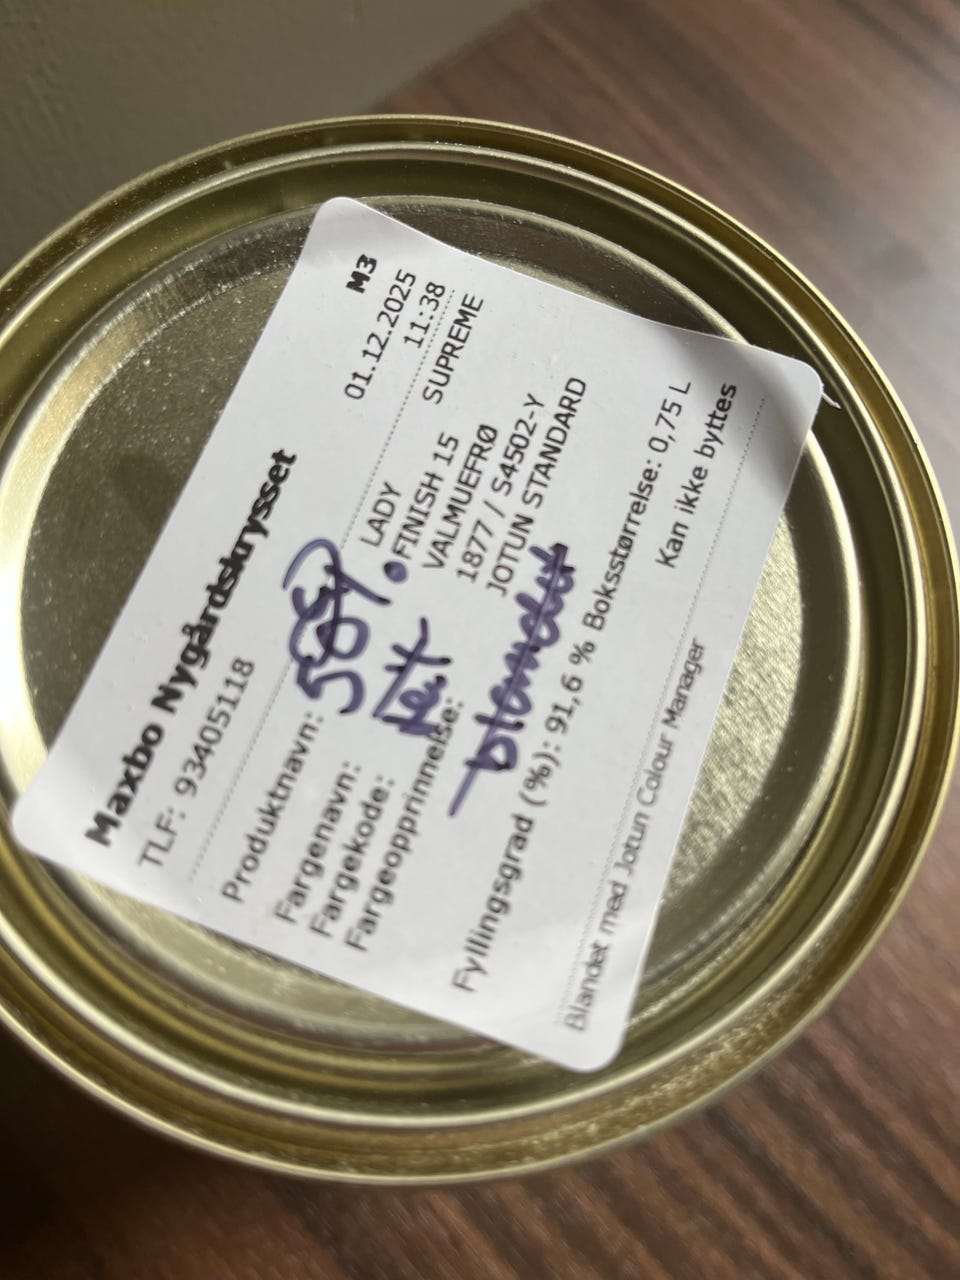 Maxbo Nygårdskrysset M3
TLF: 93405118 01.12.2025
11:38
Produktnavn: LADY SUPREME
FINISH 15
Fargenavn: VALMUEFRØ
Fargekode: 1877 / S4502-Y
Fargeopprinnelse: JOTUN STANDARD
Fyllingsgrad (%): 91,6 % Boksstørrelse: 0,75 L
Kan ikke byttes
Blandet med Jotun Colour Manager